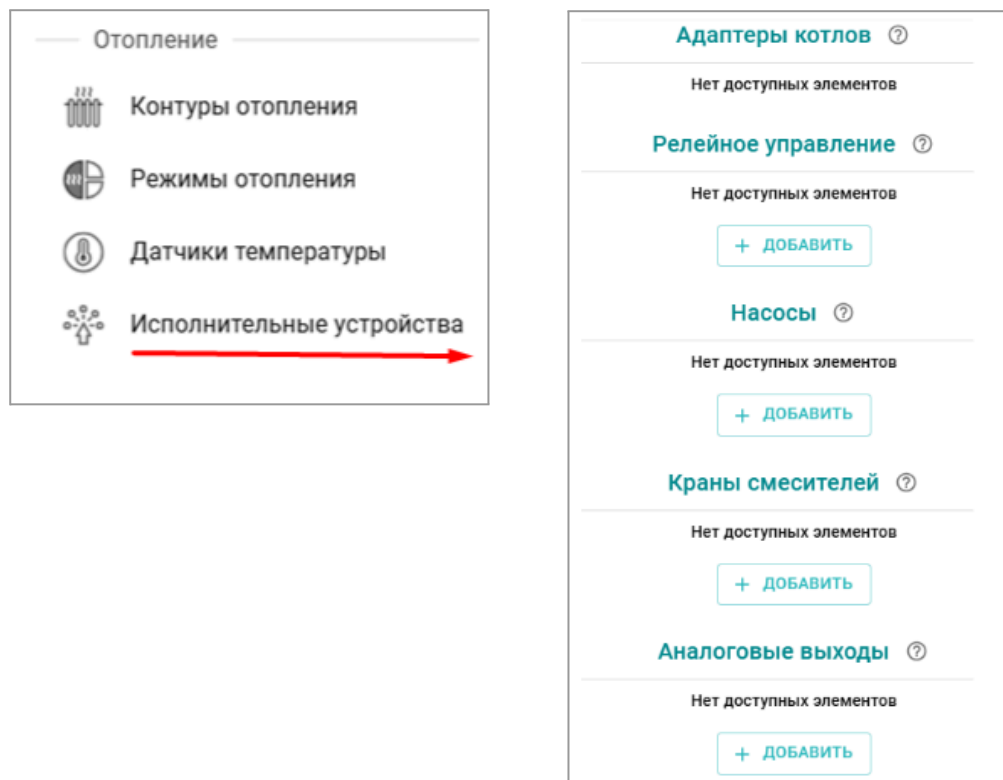 Отопление
Контуры отопления
Режимы отопления
Датчики температуры
Исполнительные устройства
Адаптеры котлов ?
Нет доступных элементов
Релейное управление ?
Нет доступных элементов
+ ДОБАВИТЬ
Насосы ?
Нет доступных элементов
+ ДОБАВИТЬ
Краны смесителей ?
Нет доступных элементов
+ ДОБАВИТЬ
Аналоговые выходы ?
Нет доступных элементов
+ ДОБАВИТЬ